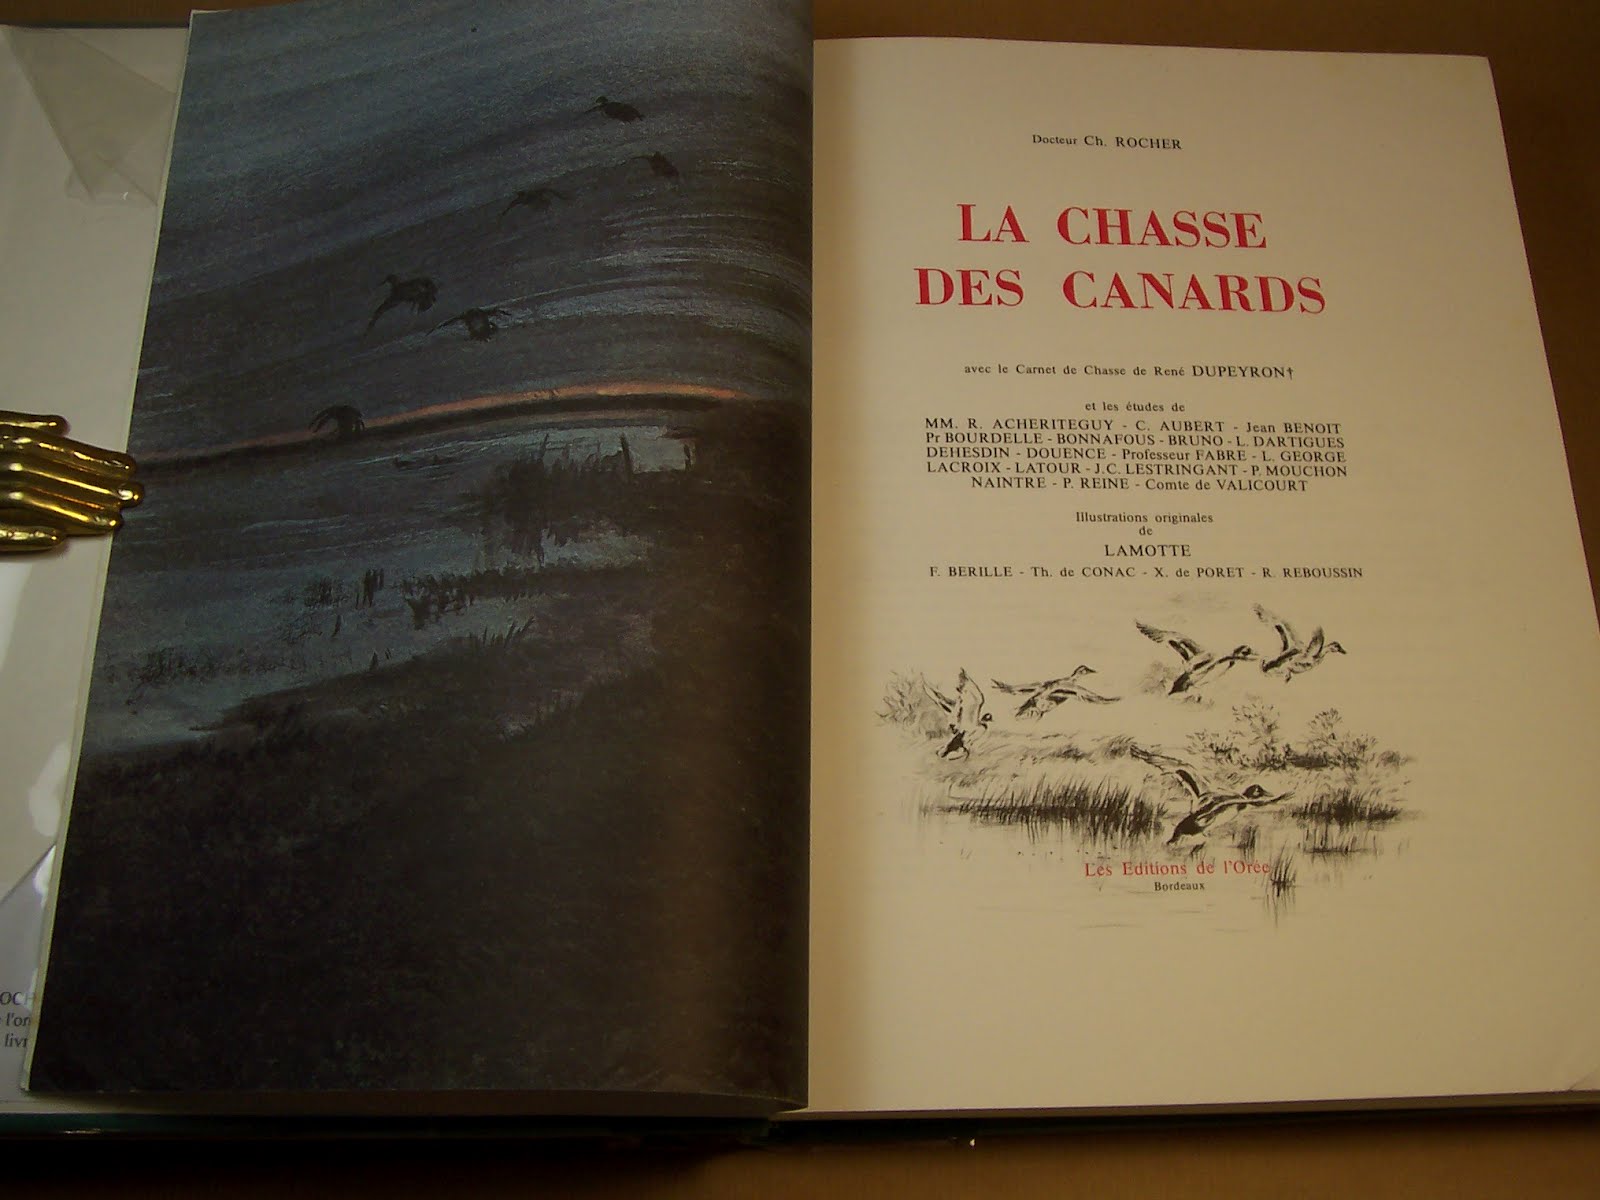 Docteur Ch. ROCHER
LA CHASSE
DES CANARDS
avec le Carnet de Chasse de René DUPEYRON†
et les études de
MM. R. ACHERITEGUY - C. AUBERT - Jean BENOIT
Pr BOURDELLE - BONNAFOUS - BRUNO - L. DARTIGUES
DEHESDIN - DOUENCE - Professeur FABRE - L. GEORGE
LACROIX - LATOUR - J.C. LESTRINGANT - P. MOUCHON
NAINTRE - P. REINE - Comte de VALICOURT
Illustrations originales
de
LAMOTTE
F. BERILLE - Th. de CONAC - X. de PORET - R. REBOUSSIN
Les Editions de l'Orée
Bordeaux